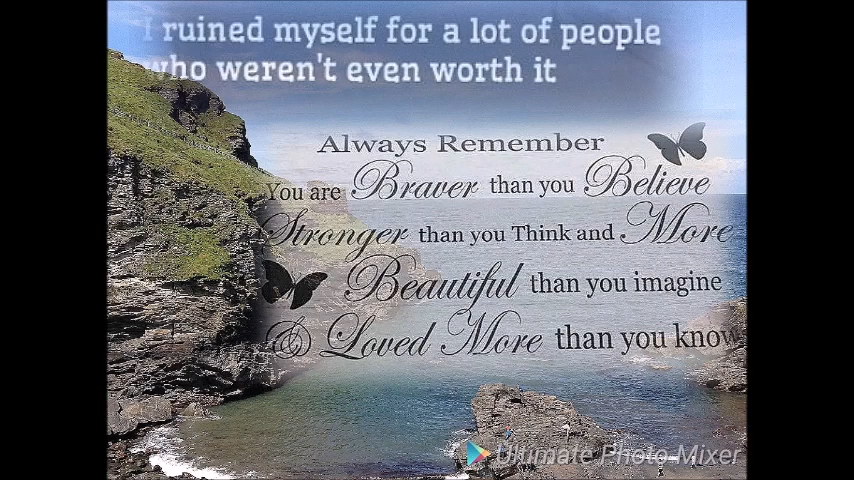 I ruined myself for a lot of people
who weren't even worth it
Always Remember
You are Braver than you Believe
Stronger than you Think and More
Beautiful than you imagine
& Loved More than you know
Ultimate Photo Mixer